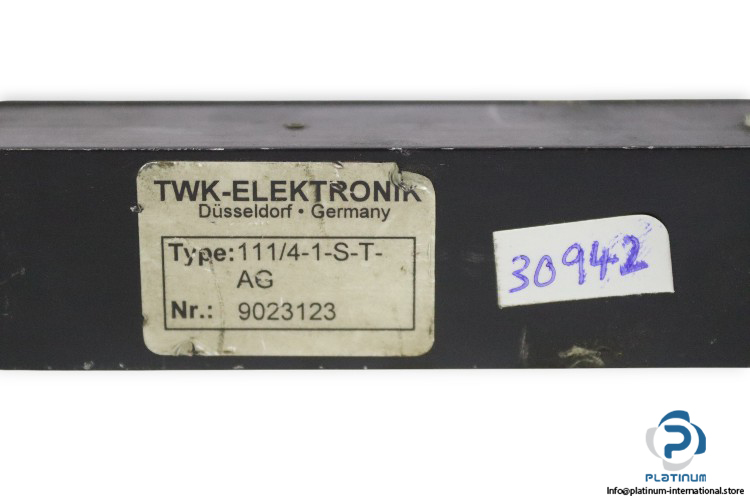 TWK-ELEKTRONIK
Düsseldorf • Germany
Type:111/4-1-S-T-
AG
Nr.: 9023123
30942
PLATINUM
Info@platinum-international.store